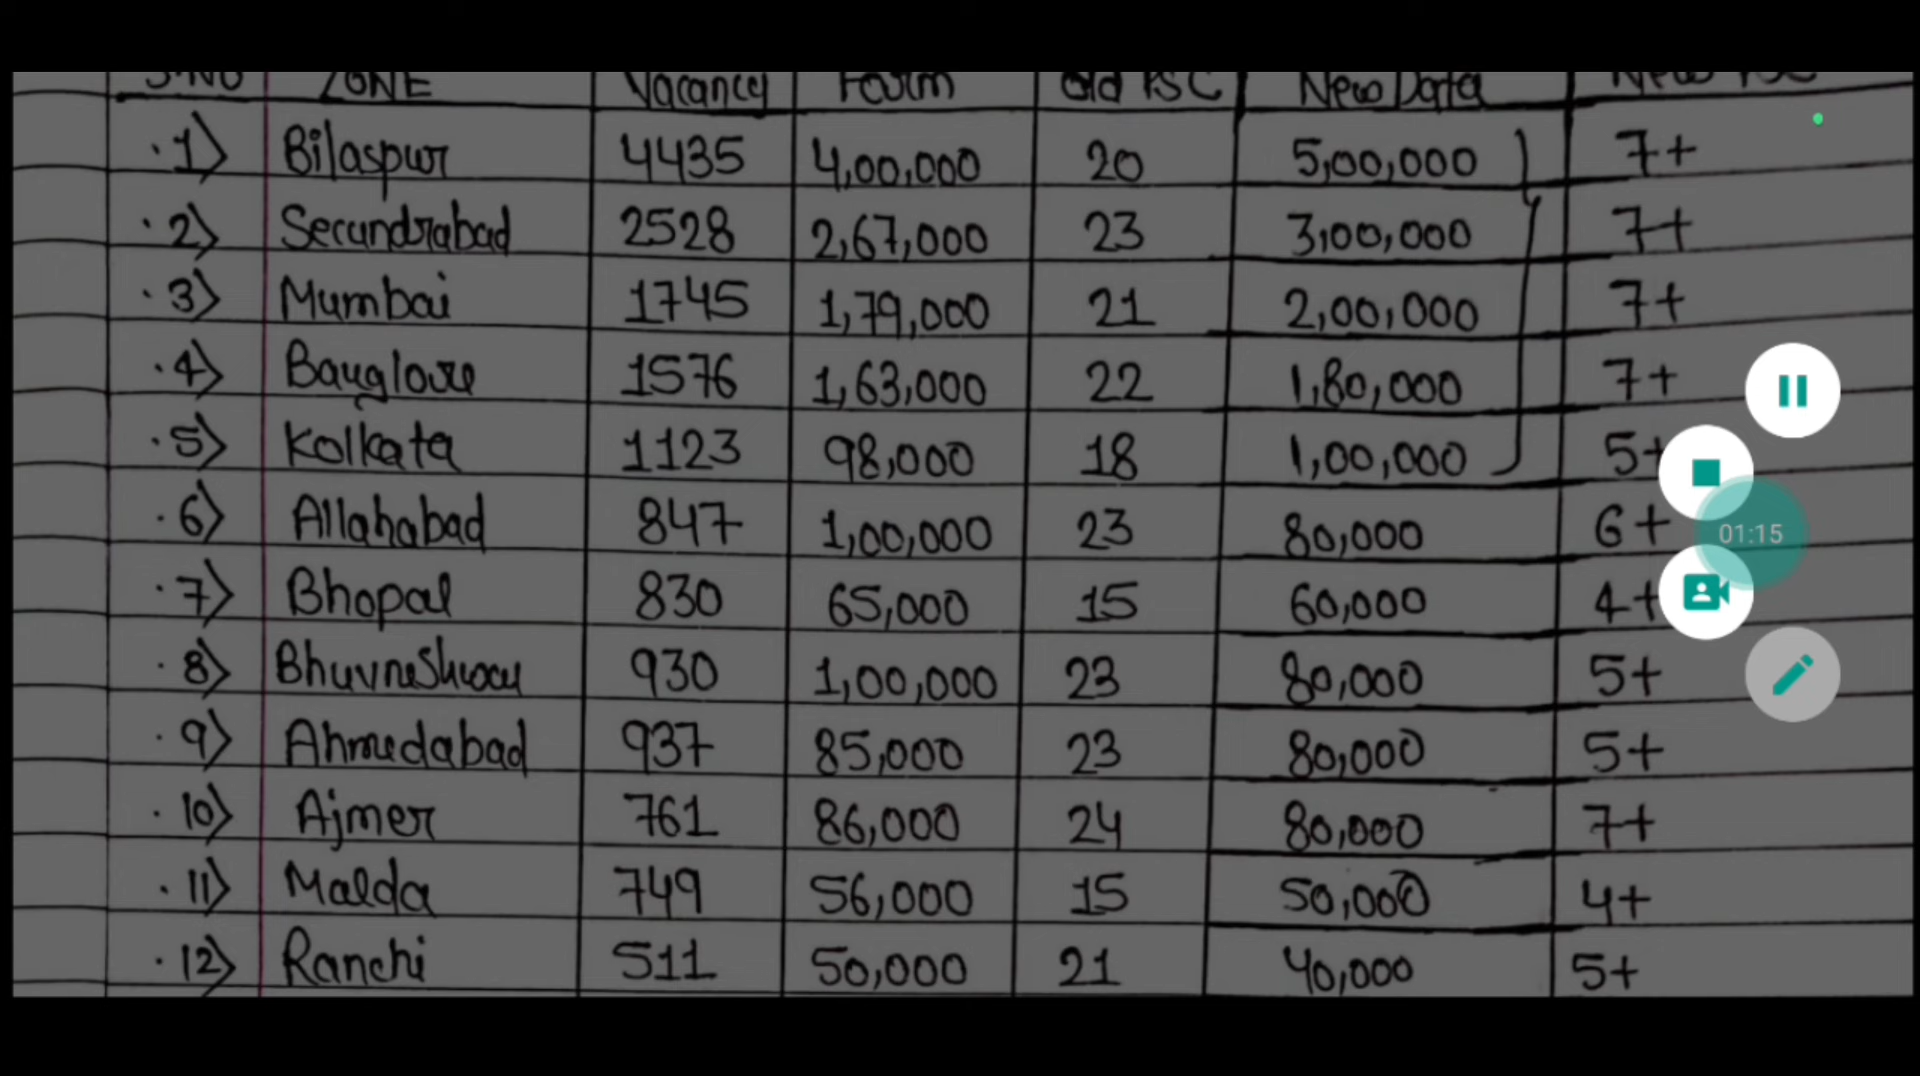 S.NO ZONE Vacancy Fourm old PSC New Data New PSC
1) Bilaspur 4435 4,00,000 20 5,00,000 7+
2) Secundrabad 2528 2,67,000 23 3,00,000 7+
3) Mumbai 1745 1,79,000 21 2,00,000 7+
4) Banglore 1576 1,63,000 22 1,80,000 7+
5) Kolkata 1123 98,000 18 1,00,000 5+
6) Allahabad 847 1,00,000 23 80,000 6+
01:15
7) Bhopal 830 65,000 15 60,000 4+
8) Bhuvneshwar 930 1,00,000 23 80,000 5+
9) Ahmedabad 937 85,000 23 80,000 5+
10) Ajmer 761 86,000 24 80,000 7+
11) Malda 749 56,000 15 50,000 4+
12) Ranchi 511 50,000 21 40,000 5+